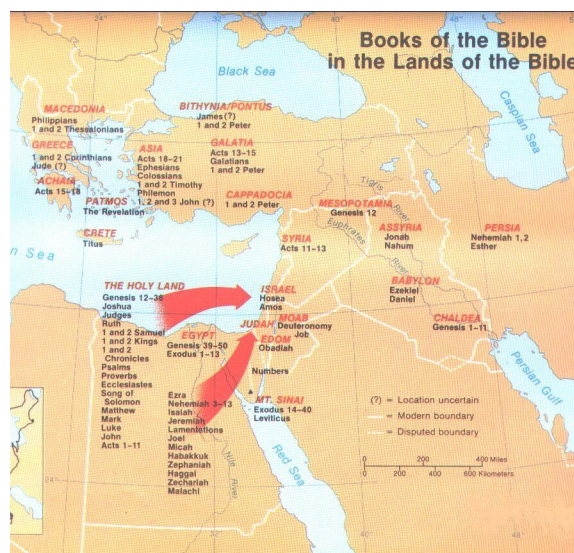 Books of the Bible
in the Lands of the Bible
24°
32°
40°
48°
Black Sea
Caspian Sea
MACEDONIA
Philippians
1 and 2 Thessalonians
BITHYNIA/PONTUS
James (?)
1 and 2 Peter
GREECE
1 and 2 Corinthians
Jude (?)
ACHAIA
Acts 15–18
ASIA
Acts 18–21
Ephesians
Colossians
1 and 2 Timothy
Philemon
1, 2 and 3 John (?)
GALATIA
Acts 13–15
Galatians
1 and 2 Peter
PATMOS
The Revelation
CAPPADOCIA
1 and 2 Peter
CRETE
Titus
Tigris River
MESOPOTAMIA
Genesis 12
Euphrates River
ASSYRIA
Jonah
Nahum
PERSIA
Nehemiah 1, 2
Esther
SYRIA
Acts 11–13
BABYLON
Ezekiel
Daniel
CHALDEA
Genesis 1–11
n Sea
THE HOLY LAND
Genesis 12–38
Joshua
Judges
Ruth
1 and 2 Samuel
1 and 2 Kings
1 and 2
Chronicles
Psalms
Proverbs
Ecclesiastes
Song of
Solomon
Matthew
Mark
Luke
John
Acts 1–11
ISRAEL
Hosea
Amos
JUDAH
MOAB
Deuteronomy
Job
EDOM
Obadiah
Numbers
EGYPT
Genesis 39–50
Exodus 1–13
Ezra
Nehemiah 3–13
Isaiah
Jeremiah
Lamentations
Joel
Micah
Habakkuk
Zephaniah
Haggai
Zechariah
Malachi
MT. SINAI
Exodus 14–40
Leviticus
Nile River
Red Sea
Persian Gulf
(?) = Location uncertain
= Modern boundary
= Disputed boundary
0 200 400 Miles
0 200 400 600 Kilometers
24°
32°
40°
48°